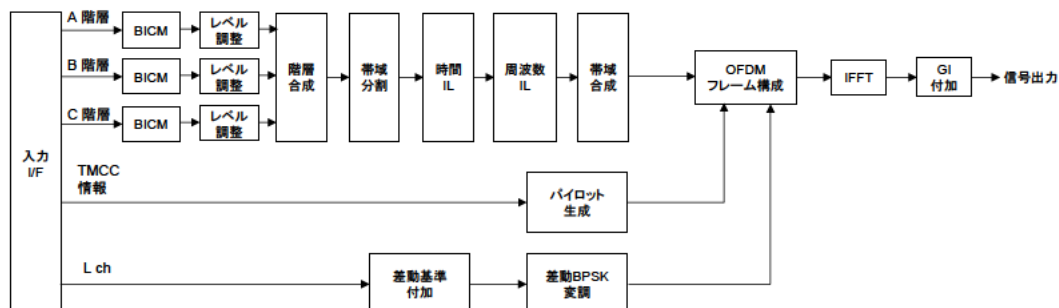 A 階層
BICM
レベル
調整
B 階層
BICM
レベル
調整
C 階層
BICM
レベル
調整
階層
合成
帯域
分割
時間
IL
周波数
IL
帯域
合成
OFDM
フレーム構成
IFFT
GI
付加
信号出力
入力
I/F
TMCC
情報
パイロット
生成
L ch
差動基準
付加
差動BPSK
変調